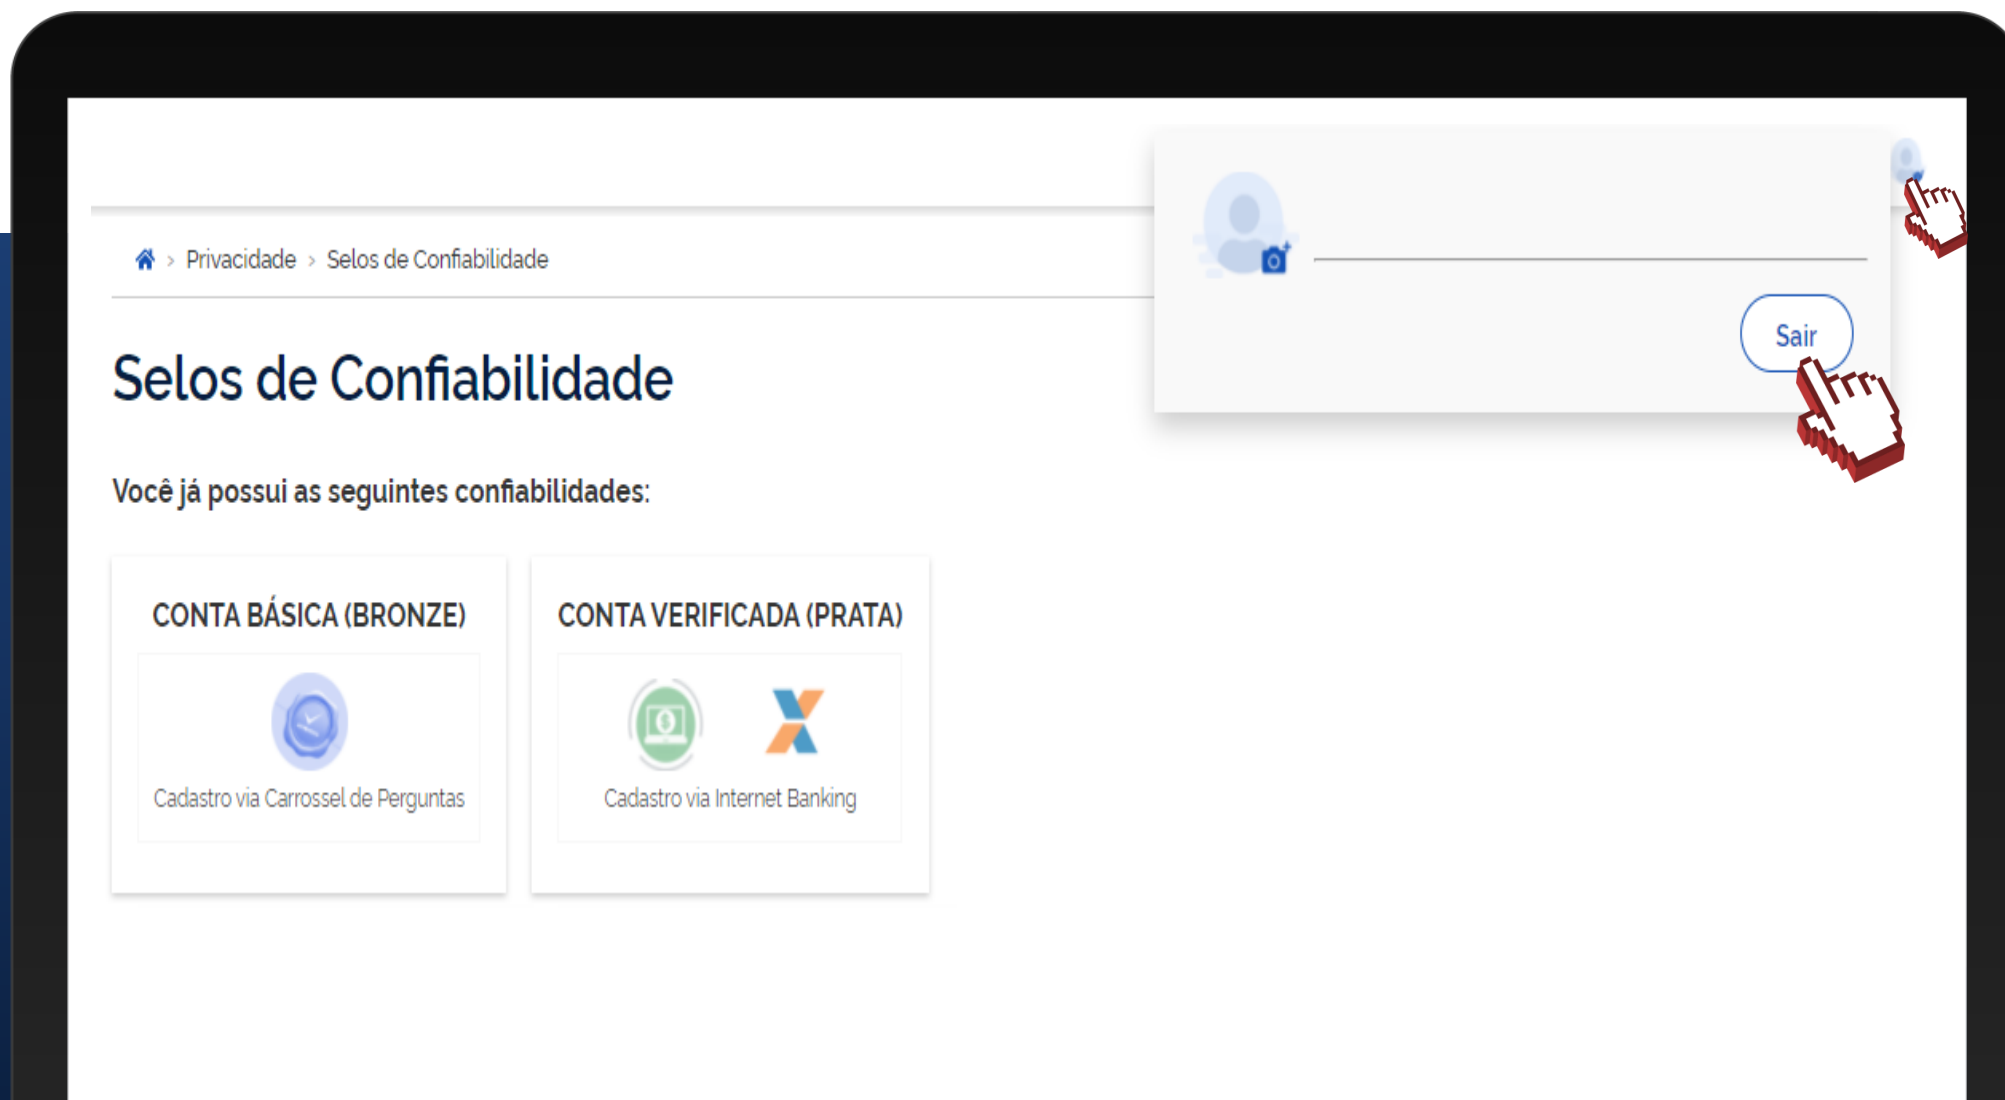 Privacidade > Selos de Confiabilidade
Sair
Selos de Confiabilidade
Você já possui as seguintes confiabilidades:
CONTA BÁSICA (BRONZE)
Cadastro via Carrossel de Perguntas
CONTA VERIFICADA (PRATA)
Cadastro via Internet Banking